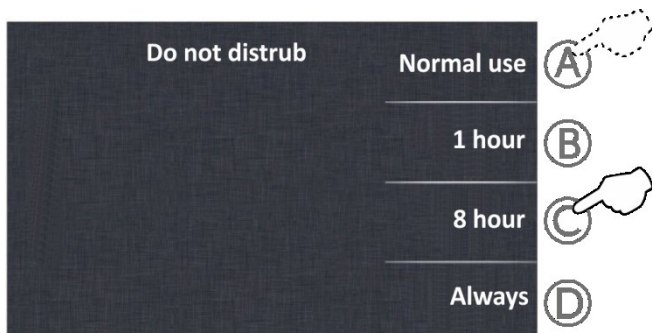 Do not distrub
Normal use A
1 hour B
8 hour C
Always D